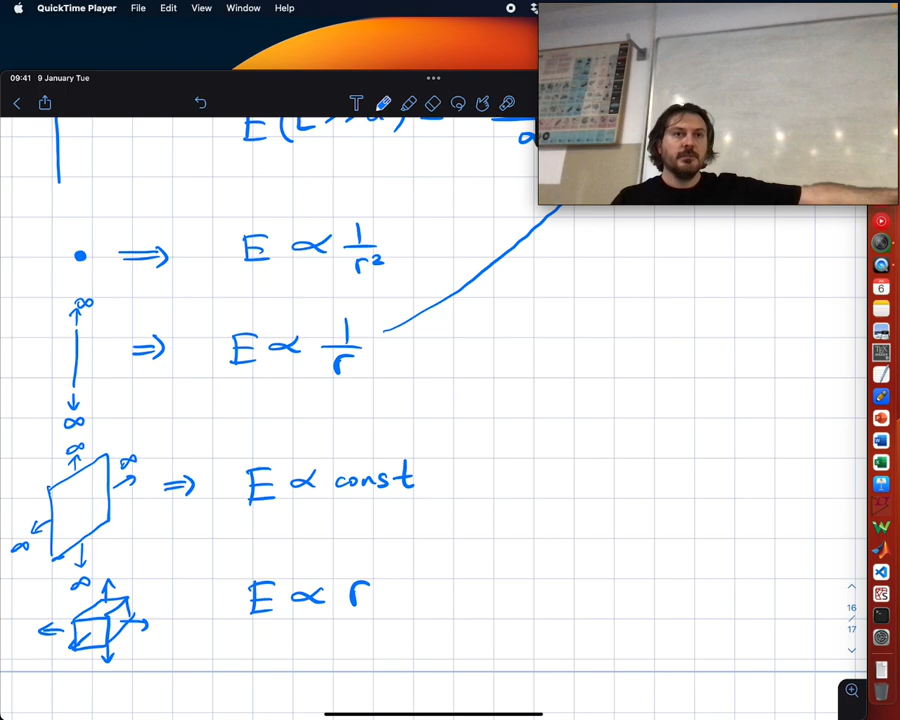 QuickTime Player File Edit View Window Help
09:41 9 January Tue
E(L >> a) =
E ∝ 1/r²
∞
⇒ E ∝ 1/r
∞
∞ ∞
⇒ E ∝ const
∞
∞
E ∝ r
16
/
17
6